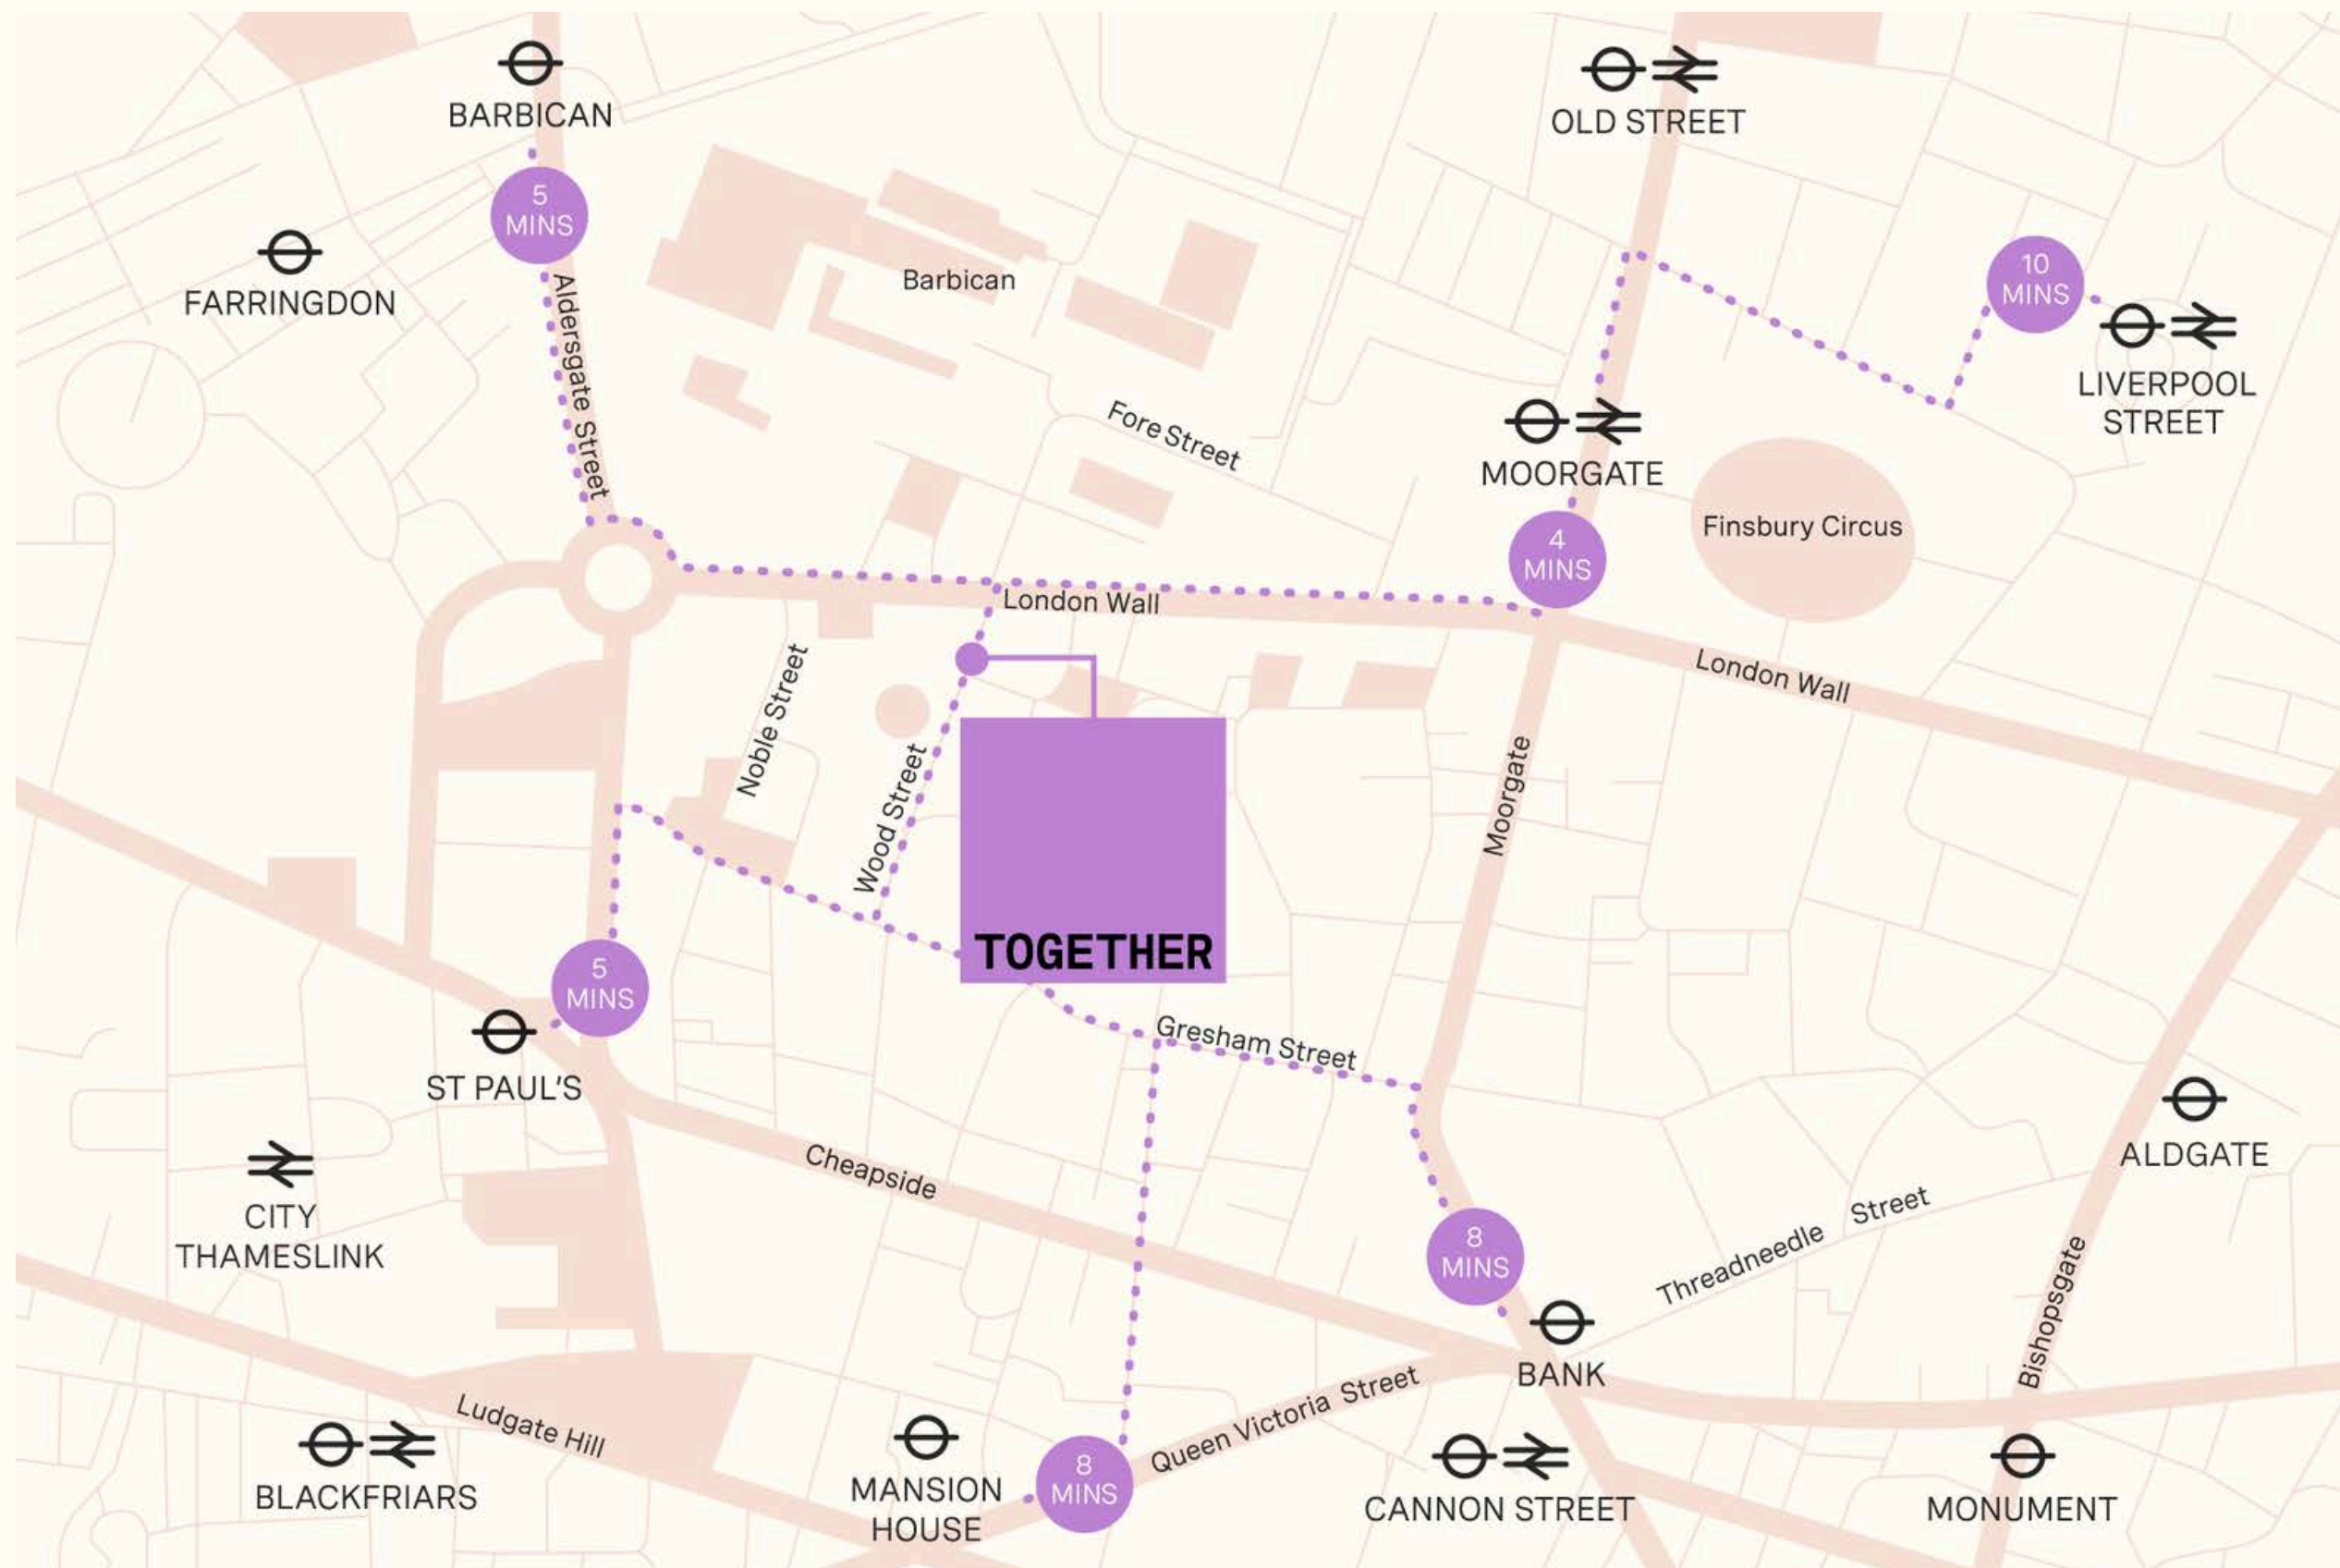 BARBICAN
OLD STREET
5
MINS
FARRINGDON
Barbican
10
MINS
LIVERPOOL
STREET
Aldersgate Street
Fore Street
MOORGATE
Finsbury Circus
4
MINS
London Wall
London Wall
Noble Street
Wood Street
Moorgate
TOGETHER
5
MINS
ST PAUL'S
Gresham Street
ALDGATE
Cheapside
CITY
THAMESLINK
8
MINS
Threadneedle Street
Bishopsgate
BANK
Queen Victoria Street
Ludgate Hill
BLACKFRIARS
MANSION
HOUSE
8
MINS
CANNON STREET
MONUMENT